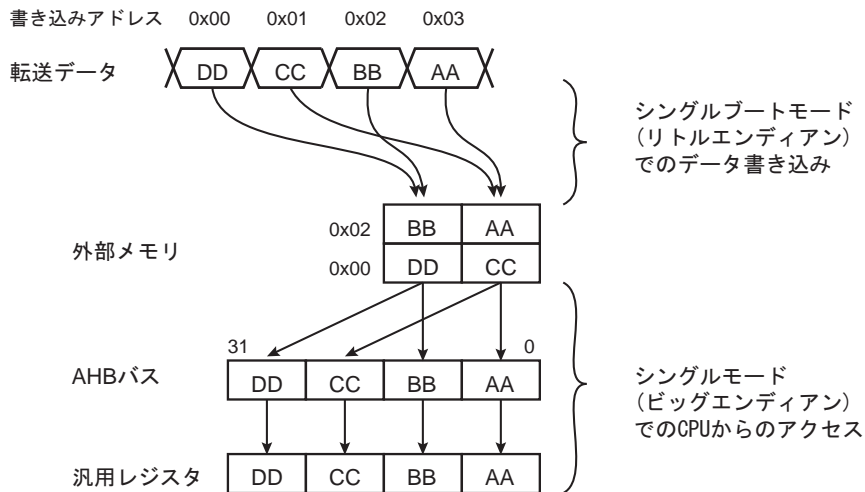 書き込みアドレス 0x00 0x01 0x02 0x03
転送データ DD CC BB AA
シングルブートモード
(リトルエンディアン)
でのデータ書き込み
外部メモリ
0x02 BB AA
0x00 DD CC
31 0
AHBバス DD CC BB AA
シングルモード
(ビッグエンディアン)
でのCPUからのアクセス
汎用レジスタ DD CC BB AA